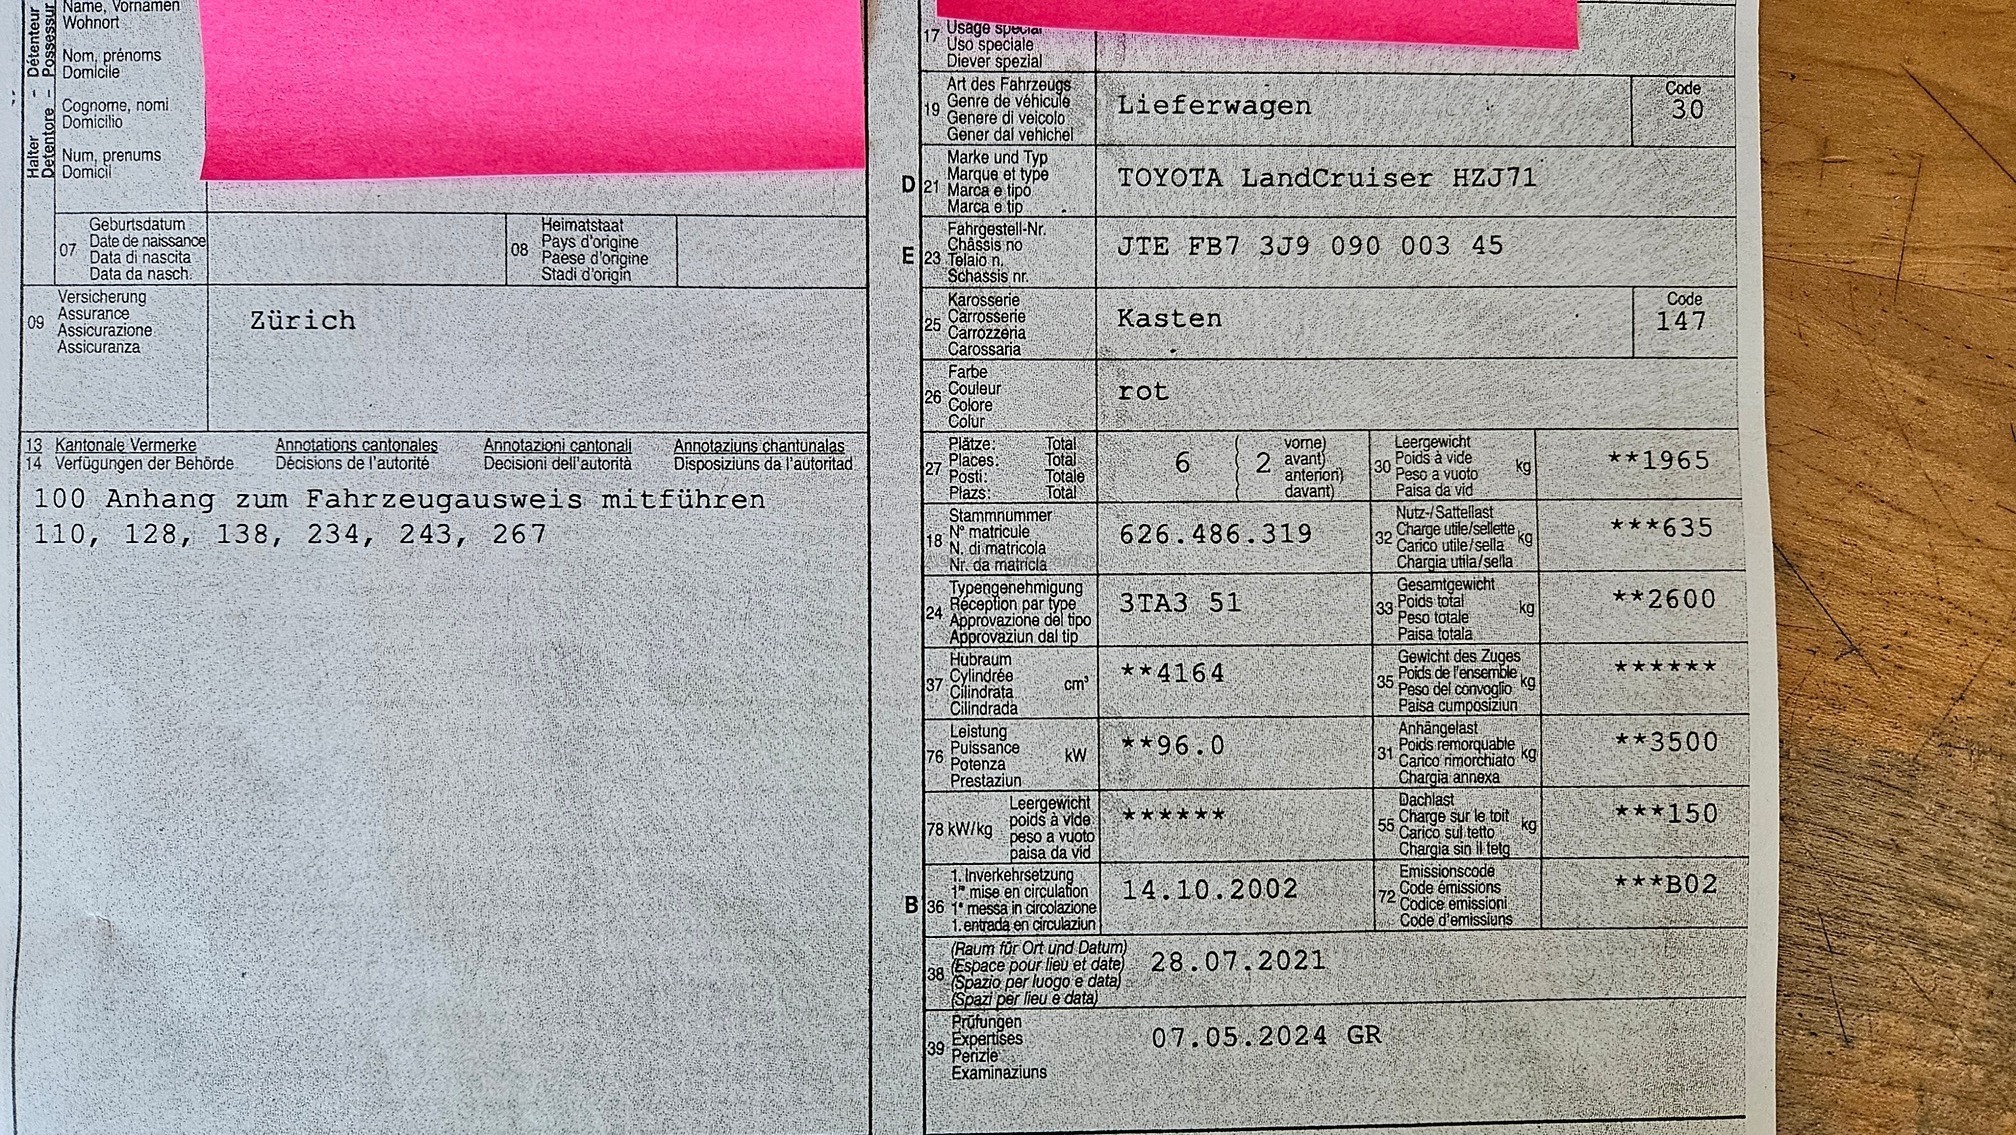 Détenteur - Possessur
Halter Detentore -
Name, Vornamen
Wohnort
Nom, prénoms
Domicile
Cognome, nomi
Domicilio
Num, prenums
Domicil
07
Geburtsdatum
Date de naissance
Data di nascita
Data da nasch.
08
Heimatstaat
Pays d'origine
Paese d'origine
Stadi d'origin
09
Versicherung
Assurance
Assicurazione
Assicuranza
Zürich
13 Kantonale Vermerke Annotations cantonales Annotazioni cantonali Annotaziuns chantunalas
14 Verfügungen der Behörde Décisions de l'autorité Decisioni dell'autorità Disposiziuns da l'autoritad
100 Anhang zum Fahrzeugausweis mitführen
110, 128, 138, 234, 243, 267
17
Usage spécial
Uso speciale
Diever spezial
19
Art des Fahrzeugs
Genre de véhicule
Genere di veicolo
Gener dal vehichel
Lieferwagen
Code
30
D 21
Marke und Typ
Marque et type
Marca e tipo
Marca e tip
TOYOTA LandCruiser HZJ71
E 23
Fahrgestell-Nr.
Châssis no
Telaio n.
Schassis nr.
JTE FB7 3J9 090 003 45
25
Karosserie
Carrosserie
Carrozzeria
Carossaria
Kasten
Code
147
26
Farbe
Couleur
Colore
Colur
rot
27
Plätze: Total
Places: Total
Posti: Totale
Plazs: Total
6
2
vorne)
avant)
anteriori)
davant)
30
Leergewicht
Poids à vide
Peso a vuoto
Paisa da vid
kg
**1965
18
Stammnummer
N° matricule
N. di matricola
Nr. da matricla
626.486.319
32
Nutz-/Sattellast
Charge utile/sellette
Carico utile/sella
Chargia utila/sella
kg
***635
24
Typengenehmigung
Réception par type
Approvazione del tipo
Approvaziun dal tip
3TA3 51
33
Gesamtgewicht
Poids total
Peso totale
Paisa totala
kg
**2600
37
Hubraum
Cylindrée
Cilindrata
Cilindrada
cm³
**4164
35
Gewicht des Zuges
Poids de l'ensemble
Peso del convoglio
Paisa cumposiziun
kg
******
76
Leistung
Puissance
Potenza
Prestaziun
kW
**96.0
31
Anhängelast
Poids remorquable
Carico rimorchiato
Chargia annexa
kg
**3500
78 kW/kg
Leergewicht
poids à vide
peso a vuoto
paisa da vid
******
55
Dachlast
Charge sur le toit
Carico sul tetto
Chargia sin il tetg
kg
***150
B 36
1. Inverkehrsetzung
1re mise en circulation
1a messa in circolazione
1. entrada en circulaziun
14.10.2002
72
Emissionscode
Code émissions
Codice emissioni
Code d'emissiuns
***B02
38
(Raum für Ort und Datum)
(Espace pour lieu et date)
(Spazio per luogo e data)
(Spazi per lieu e data)
28.07.2021
39
Prüfungen
Expertises
Perizie
Examinaziuns
07.05.2024 GR